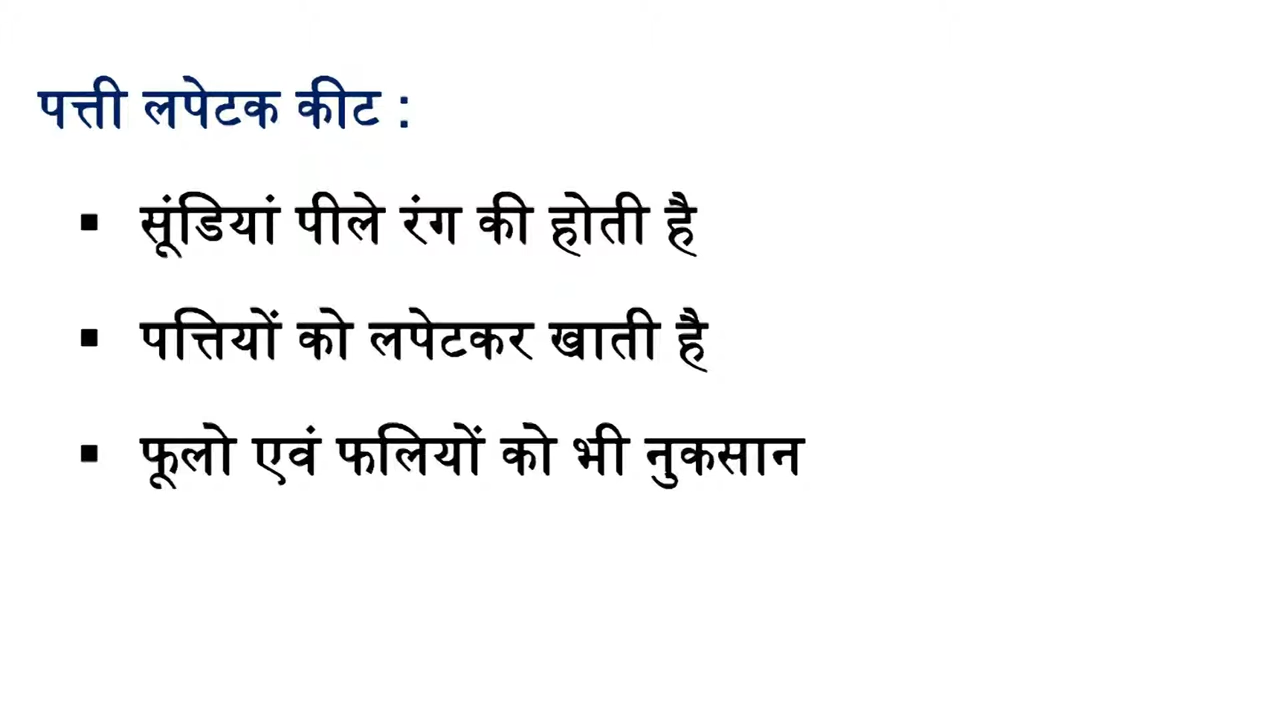 पत्ती लपेटक कीट :
▪ सूंडियां पीले रंग की होती है
▪ पत्तियों को लपेटकर खाती है
▪ फूलो एवं फलियों को भी नुकसान